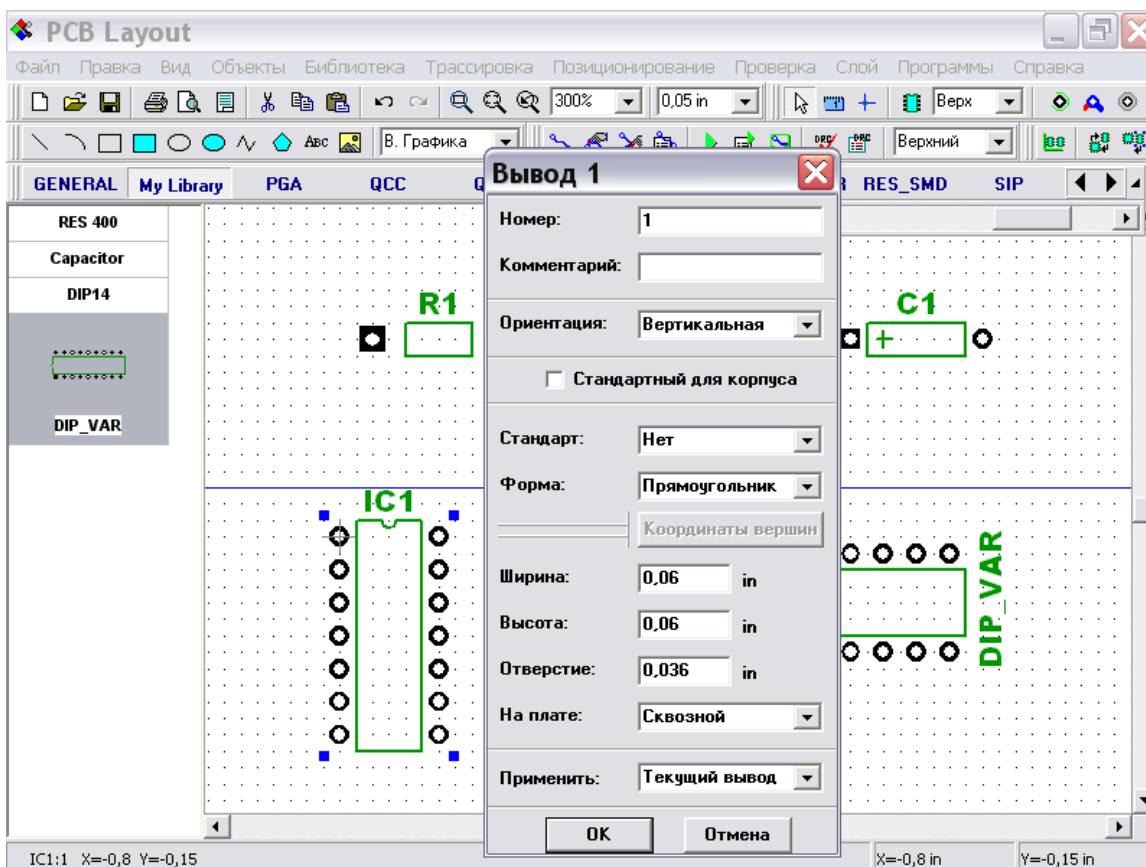 PCB Layout
Файл Правка Вид Объекты Библиотека Трассировка Позиционирование Проверка Слой Программы Справка
300% 0,05 in Верх
Abc В. Графика DRC DRC Верхний
GENERAL My Library PGA QCC RES_SMD SIP
RES 400
Capacitor
DIP14
DIP_VAR
R1
C1
IC1
DIP_VAR
Вывод 1
Номер: 1
Комментарий:
Ориентация: Вертикальная
Стандартный для корпуса
Стандарт: Нет
Форма: Прямоугольник
Координаты вершин
Ширина: 0,06 in
Высота: 0,06 in
Отверстие: 0,036 in
На плате: Сквозной
Применить: Текущий вывод
OK Отмена
IC1:1 X=-0,8 Y=-0,15 X=-0,8 in Y=-0,15 in